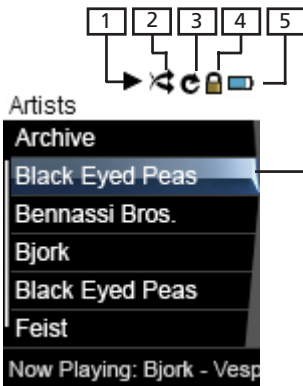 1 2 3 4 5
Artists
Archive
Black Eyed Peas
Bennassi Bros.
Bjork
Black Eyed Peas
Feist
Now Playing: Bjork - Vesp